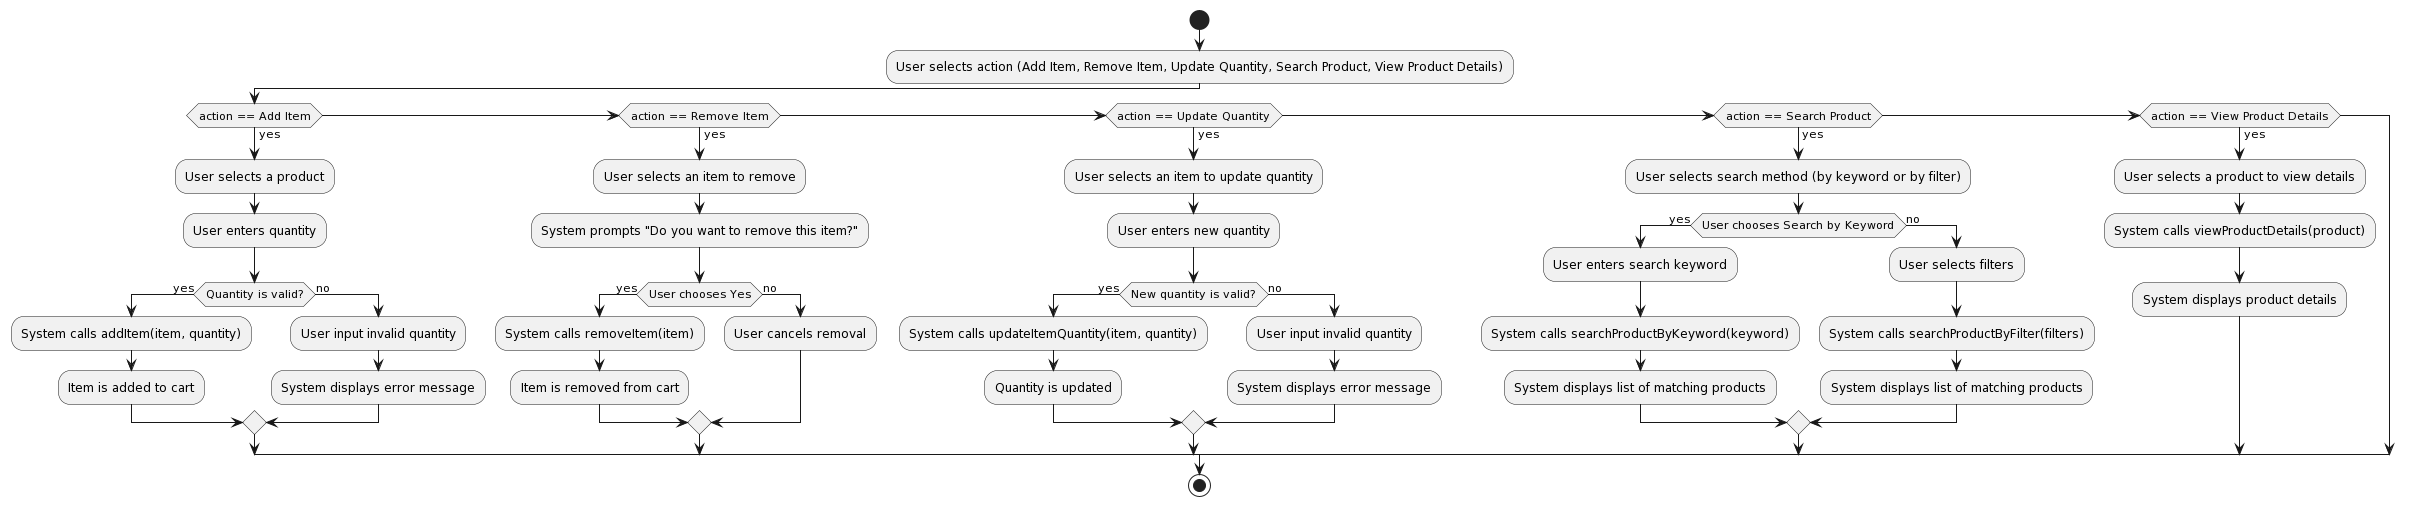 User selects action (Add Item, Remove Item, Update Quantity, Search Product, View Product Details)
action == Add Item
yes
User selects a product
User enters quantity
Quantity is valid?
yes
no
System calls addItem(item, quantity)
Item is added to cart
User input invalid quantity
System displays error message
action == Remove Item
yes
User selects an item to remove
System prompts "Do you want to remove this item?"
User chooses Yes
yes
no
System calls removeItem(item)
Item is removed from cart
User cancels removal
action == Update Quantity
yes
User selects an item to update quantity
User enters new quantity
New quantity is valid?
yes
no
System calls updateItemQuantity(item, quantity)
Quantity is updated
User input invalid quantity
System displays error message
action == Search Product
yes
User selects search method (by keyword or by filter)
User chooses Search by Keyword
yes
no
User enters search keyword
System calls searchProductByKeyword(keyword)
System displays list of matching products
User selects filters
System calls searchProductByFilter(filters)
System displays list of matching products
action == View Product Details
yes
User selects a product to view details
System calls viewProductDetails(product)
System displays product details